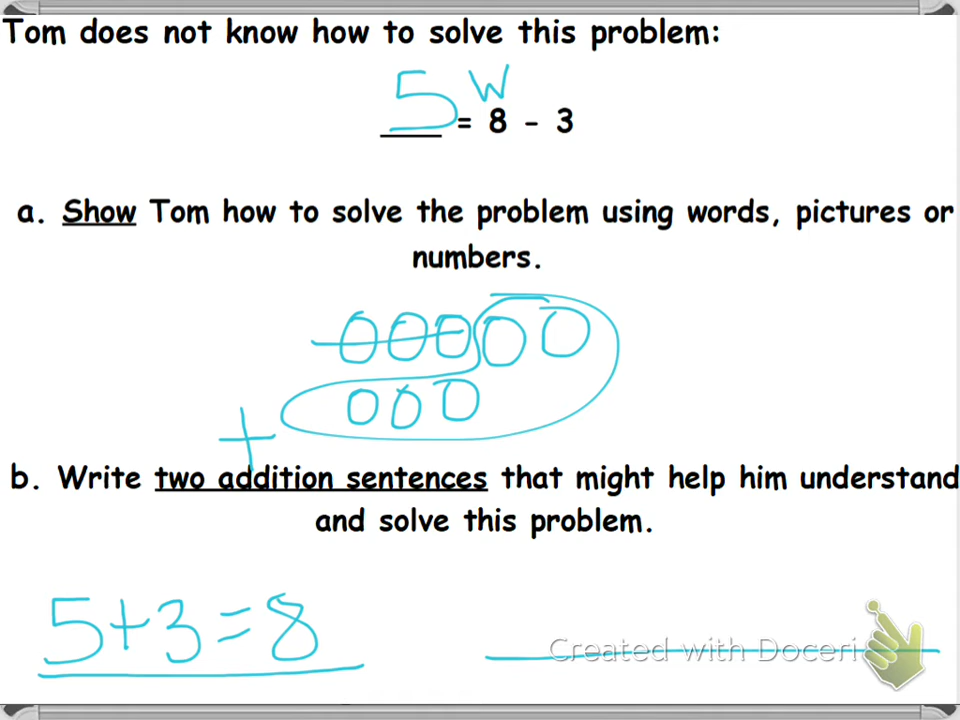 Tom does not know how to solve this problem:
W
5 = 8 - 3
a. Show Tom how to solve the problem using words, pictures or
numbers.
+
b. Write two addition sentences that might help him understand
and solve this problem.
5+3=8
Created with Doceri